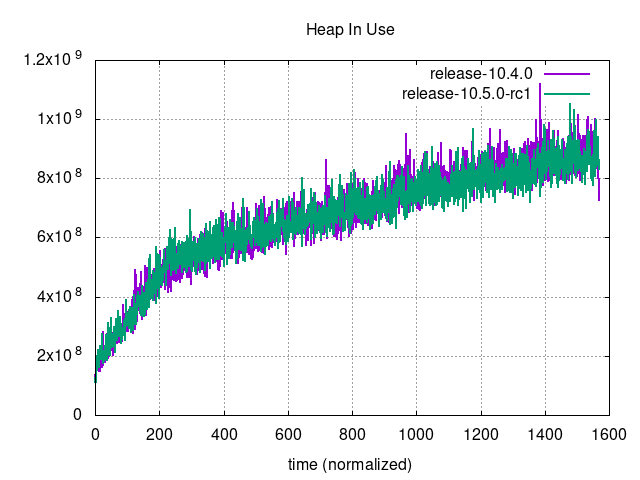 Heap In Use
release-10.4.0
release-10.5.0-rc1
1.2x10^9
1x10^9
8x10^8
6x10^8
4x10^8
2x10^8
0
0 200 400 600 800 1000 1200 1400 1600
time (normalized)